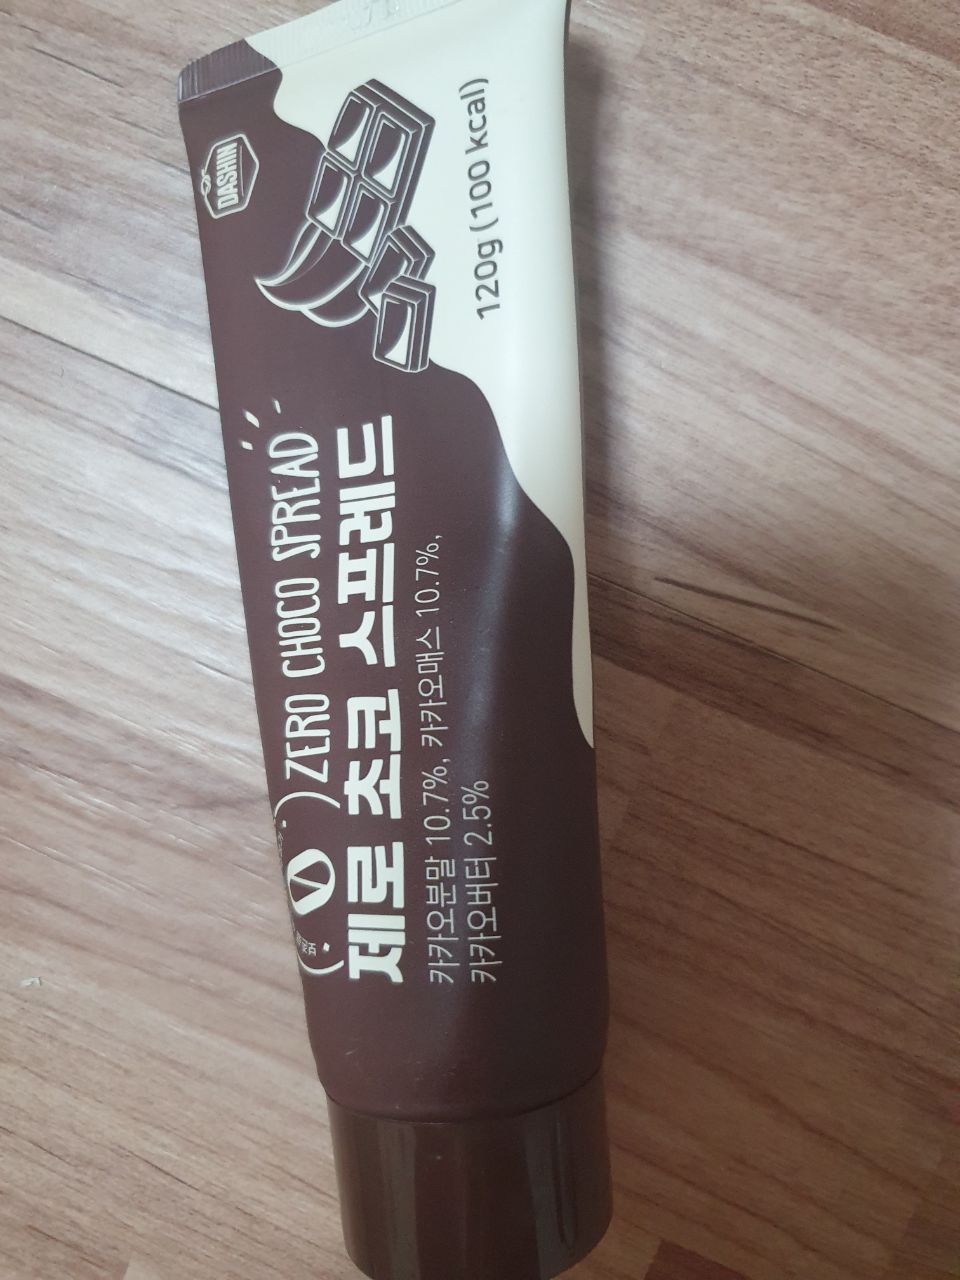 DASHIN
0
ZERO CHOCO SPREAD
제로 초코 스프레드
카카오분말 10.7%, 카카오매스 10.7%,
카카오버터 2.5%
120g (100 kcal)